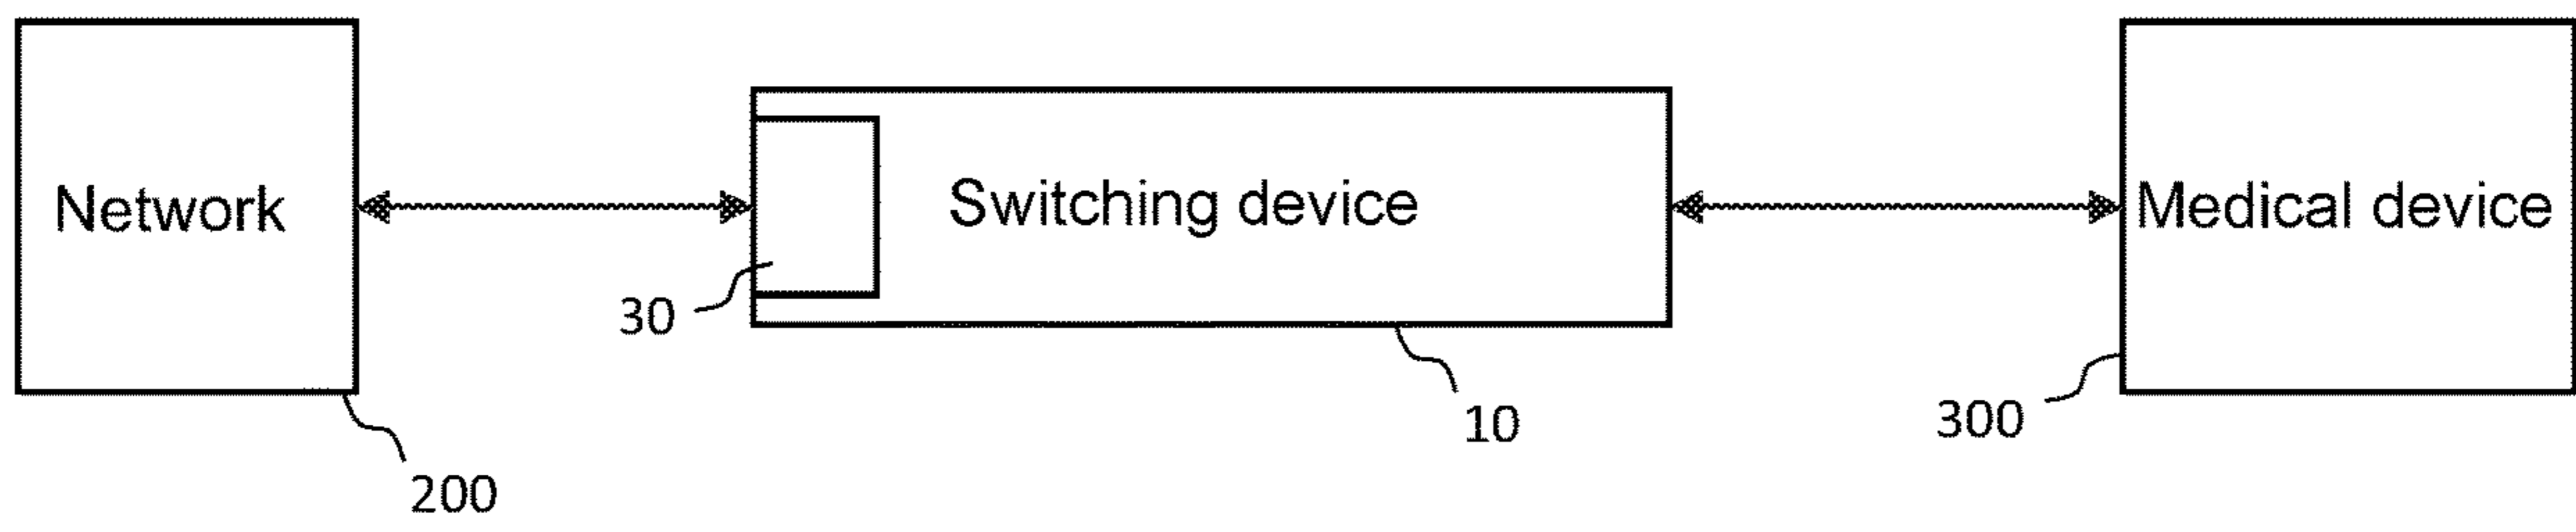 Network
Switching device
Medical device
30
10
300
200